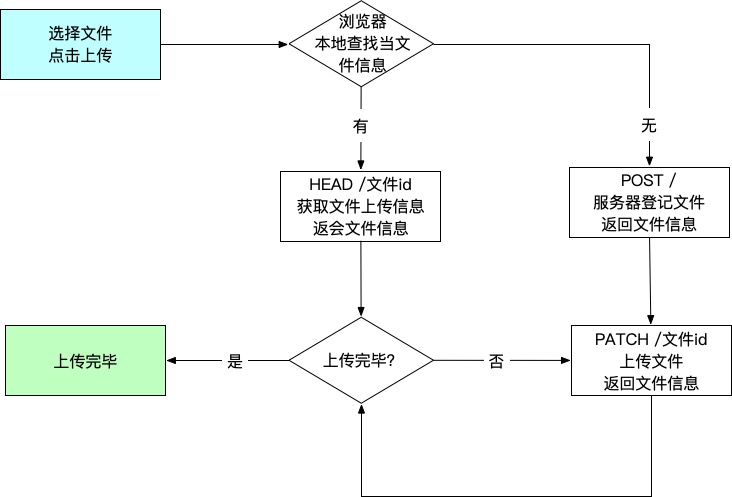 选择文件
点击上传
浏览器
本地查找当文
件信息
有
无
HEAD /文件id
获取文件上传信息
返会文件信息
POST /
服务器登记文件
返回文件信息
上传完毕
是
上传完毕?
否
PATCH /文件id
上传文件
返回文件信息